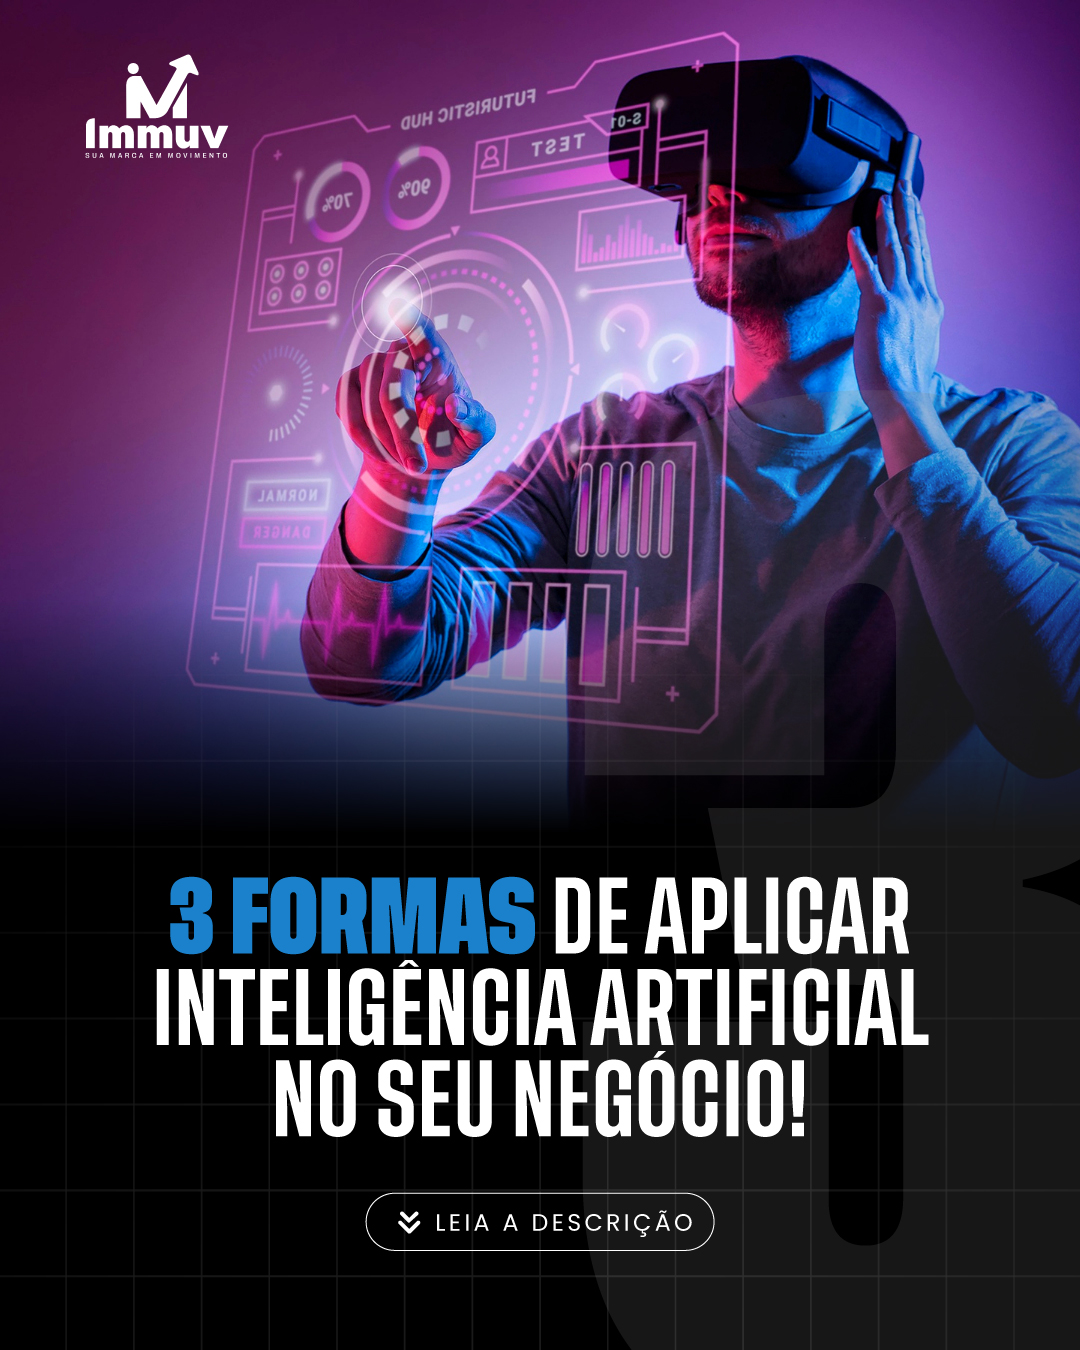 Immuv
SUA MARCA EM MOVIMENTO
FUTURISTIC HUD
S-01
TEST
70%
90%
NORMAL
DANGER
3 FORMAS DE APLICAR
INTELIGÊNCIA ARTIFICIAL
NO SEU NEGÓCIO!
LEIA A DESCRIÇÃO